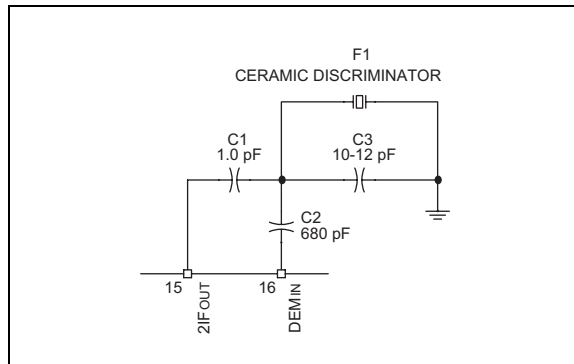 F1
CERAMIC DISCRIMINATOR
C1
1.0 pF
C3
10-12 pF
C2
680 pF
15
2IFOUT
16
DEMIN